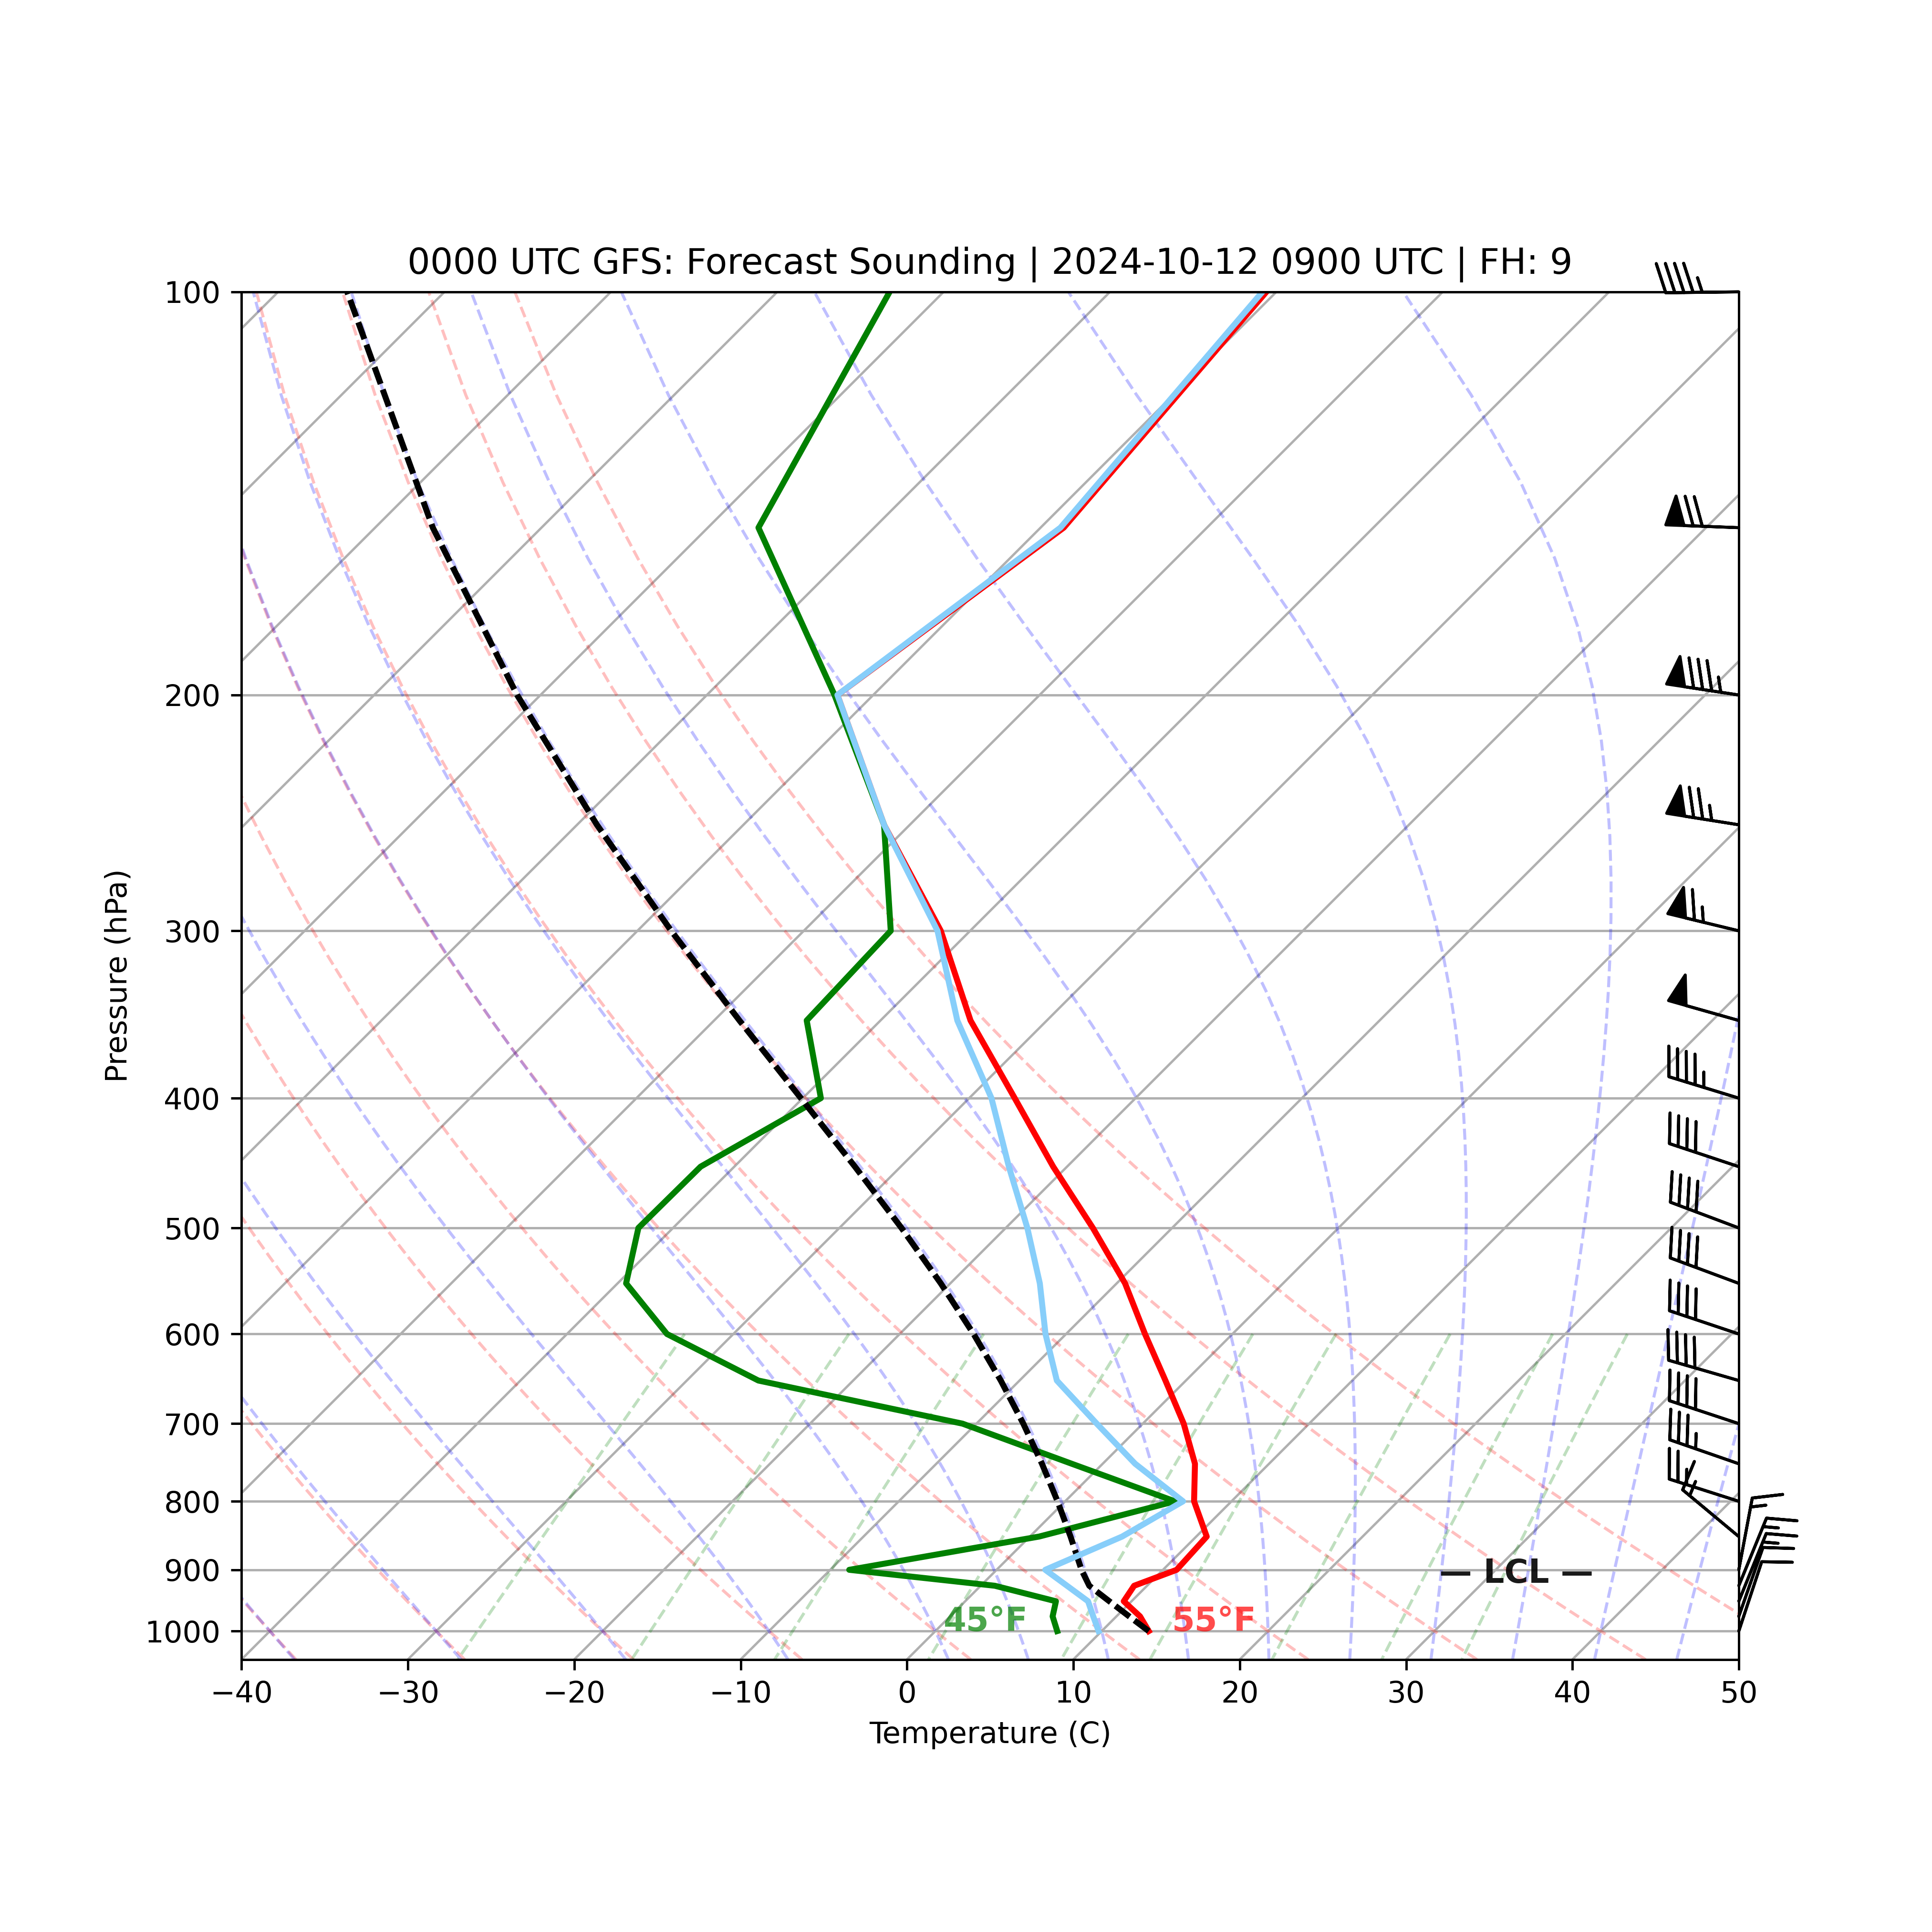 0000 UTC GFS: Forecast Sounding | 2024-10-12 0900 UTC | FH: 9
100
200
300
400
500
600
700
800
900
1000
Pressure (hPa)
— LCL —
45°F
55°F
−40 −30 −20 −10 0 10 20 30 40 50
Temperature (C)